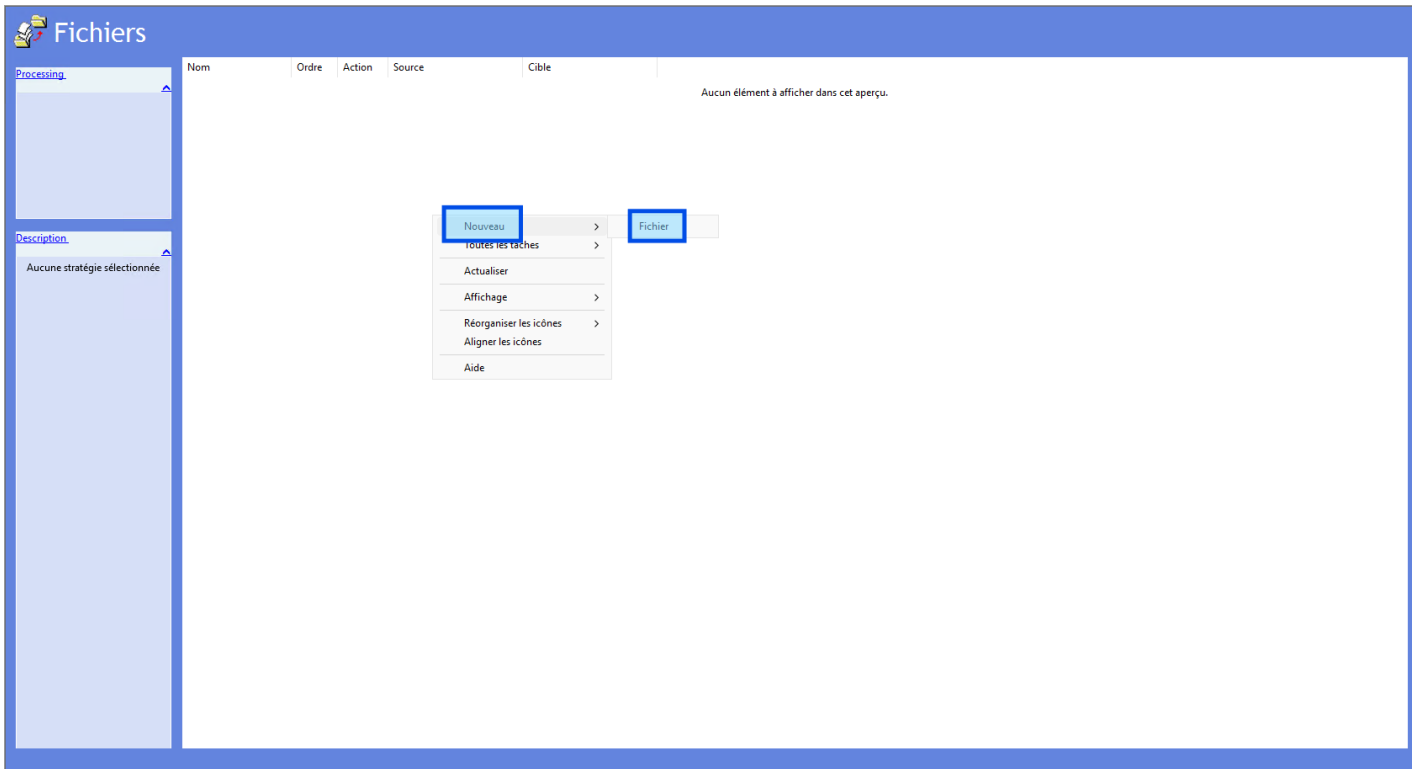 Fichiers
Processing
Nom Ordre Action Source Cible
Aucun élément à afficher dans cet aperçu.
Nouveau > Fichier
Toutes les tâches >
Actualiser
Affichage >
Réorganiser les icônes >
Aligner les icônes
Aide
Description
Aucune stratégie sélectionnée